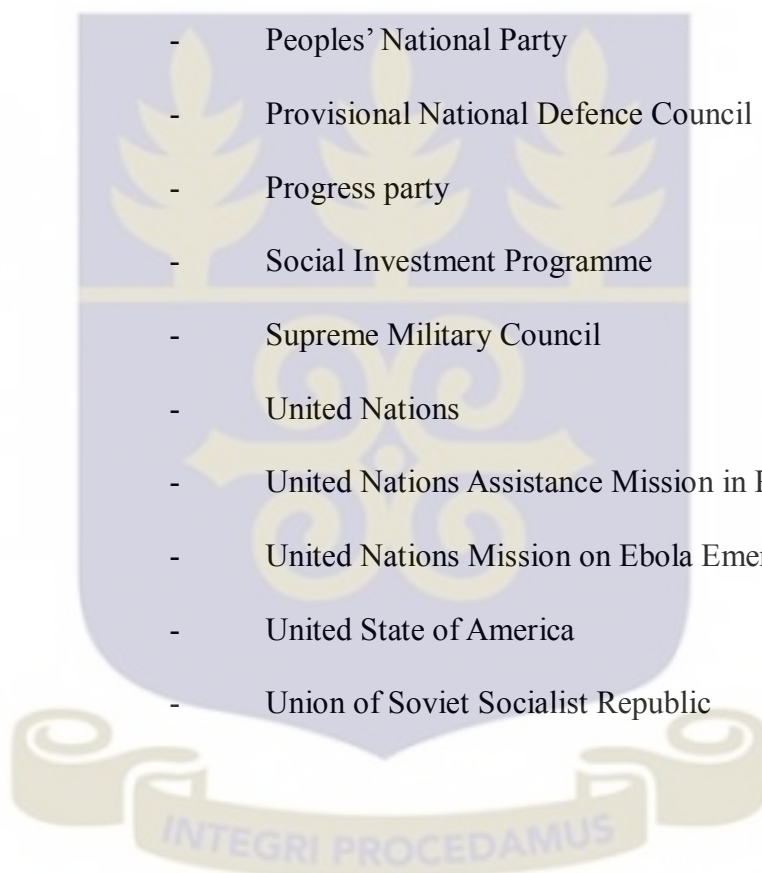 - Peoples’ National Party
- Provisional National Defence Council
- Progress party
- Social Investment Programme
- Supreme Military Council
- United Nations
- United Nations Assistance Mission in
- United Nations Mission on Ebola
- United State of America
- Union of Soviet Socialist Republic
INTEGRI PROCEDAMUS